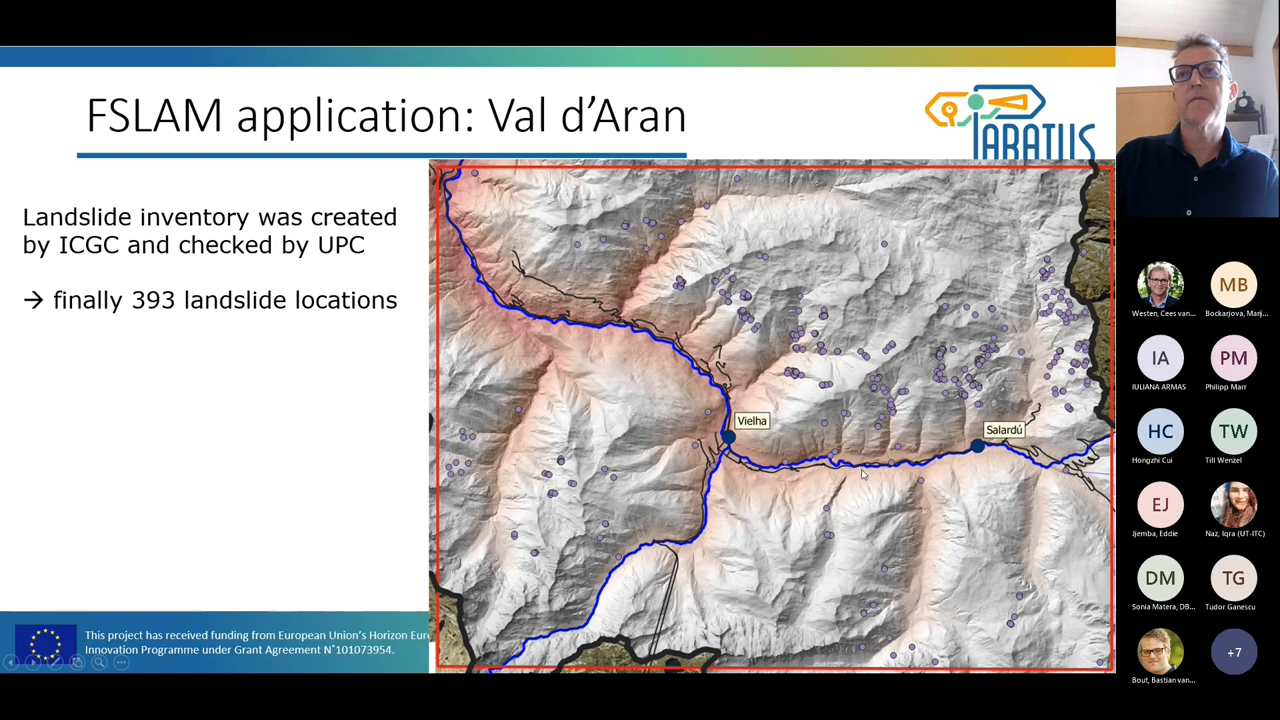 FSLAM application: Val d’Aran
PARATUS
Landslide inventory was created
by ICGC and checked by UPC
→ finally 393 landslide locations
Vielha
Salardú
This project has received funding from European Union’s Horizon Eur
Innovation Programme under Grant Agreement N°101073954.
Westen, Cees van...
MB
Bockarjova, Marij...
IA
IULIANA ARMAS
PM
Philipp Marr
HC
Hongzhi Cui
TW
Till Wenzel
EJ
Jjemba, Eddie
Naz, Iqra (UT-ITC)
DM
Sonia Matera, DB...
TG
Tudor Ganescu
Bout, Bastian van...
+7